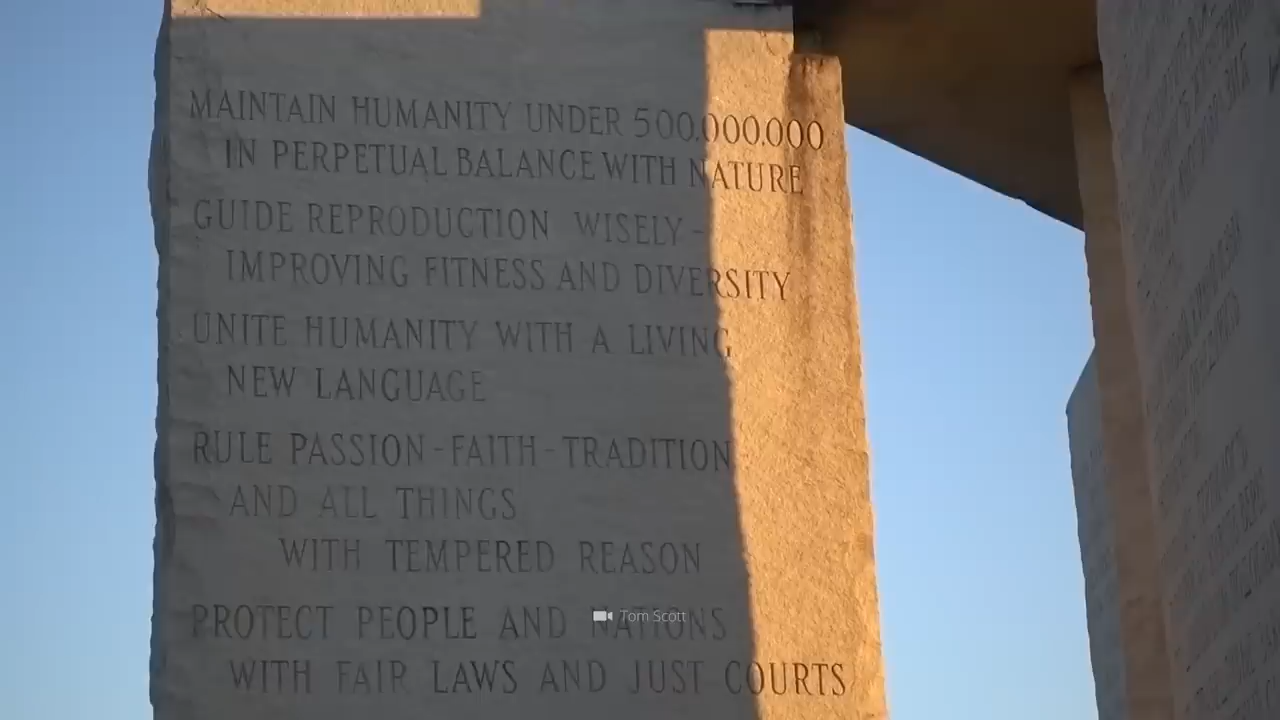 MAINTAIN HUMANITY UNDER 500.000.000
IN PERPETUAL BALANCE WITH NATURE
GUIDE REPRODUCTION WISELY -
IMPROVING FITNESS AND DIVERSITY
UNITE HUMANITY WITH A LIVING
NEW LANGUAGE
RULE PASSION - FAITH - TRADITION
AND ALL THINGS
WITH TEMPERED REASON
PROTECT PEOPLE AND NATIONS
Tom Scott
WITH FAIR LAWS AND JUST COURTS